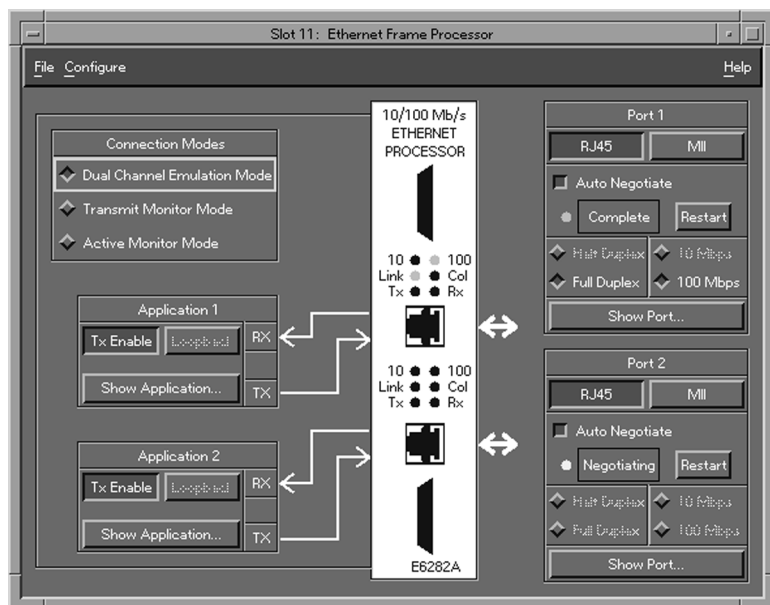 Slot 11: Ethernet Frame Processor
File Configure Help
Connection Modes
Dual Channel Emulation Mode
Transmit Monitor Mode
Active Monitor Mode
Application 1
Tx Enable Loopback RX
Show Application... TX
Application 2
Tx Enable Loopback RX
Show Application... TX
10/100 Mb/s
ETHERNET
PROCESSOR
10 100
Link Col
Tx Rx
10 100
Link Col
Tx Rx
E6282A
Port 1
RJ45 MII
Auto Negotiate
Complete Restart
Half Duplex 10 Mbps
Full Duplex 100 Mbps
Show Port...
Port 2
RJ45 MII
Auto Negotiate
Negotiating Restart
Half Duplex 10 Mbps
Full Duplex 100 Mbps
Show Port...